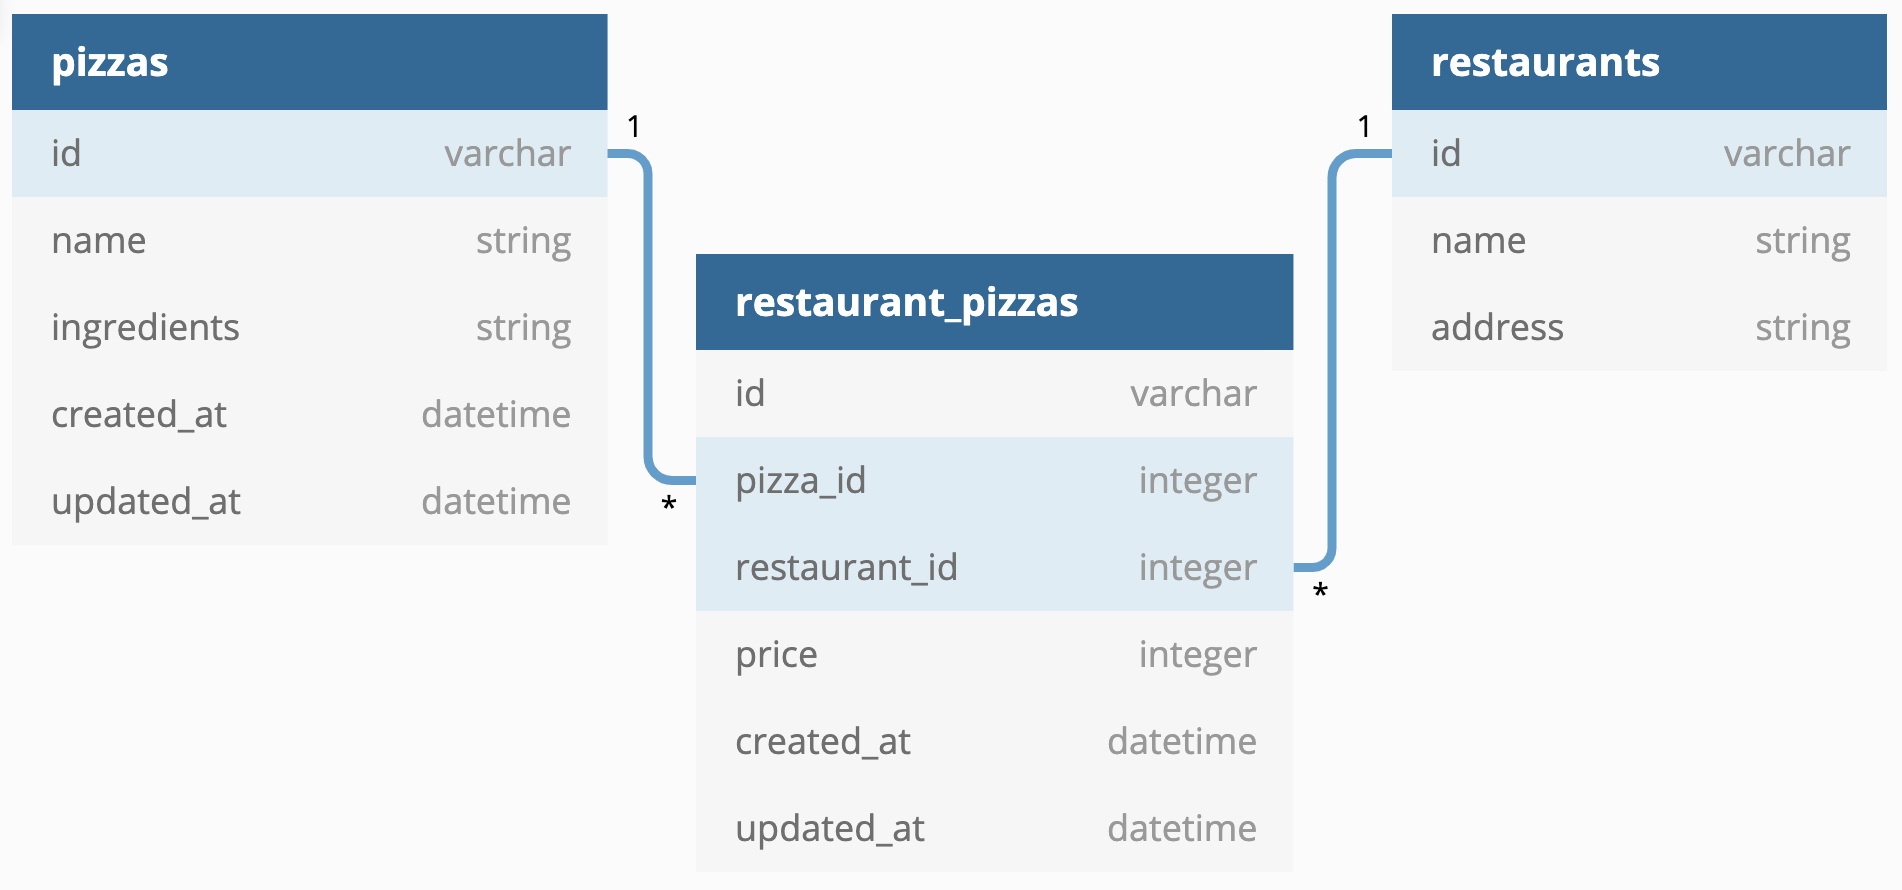 pizzas
id varchar
name string
ingredients string
created_at datetime
updated_at datetime
1
*
restaurant_pizzas
id varchar
pizza_id integer
restaurant_id integer
price integer
created_at datetime
updated_at datetime
1
*
restaurants
id varchar
name string
address string